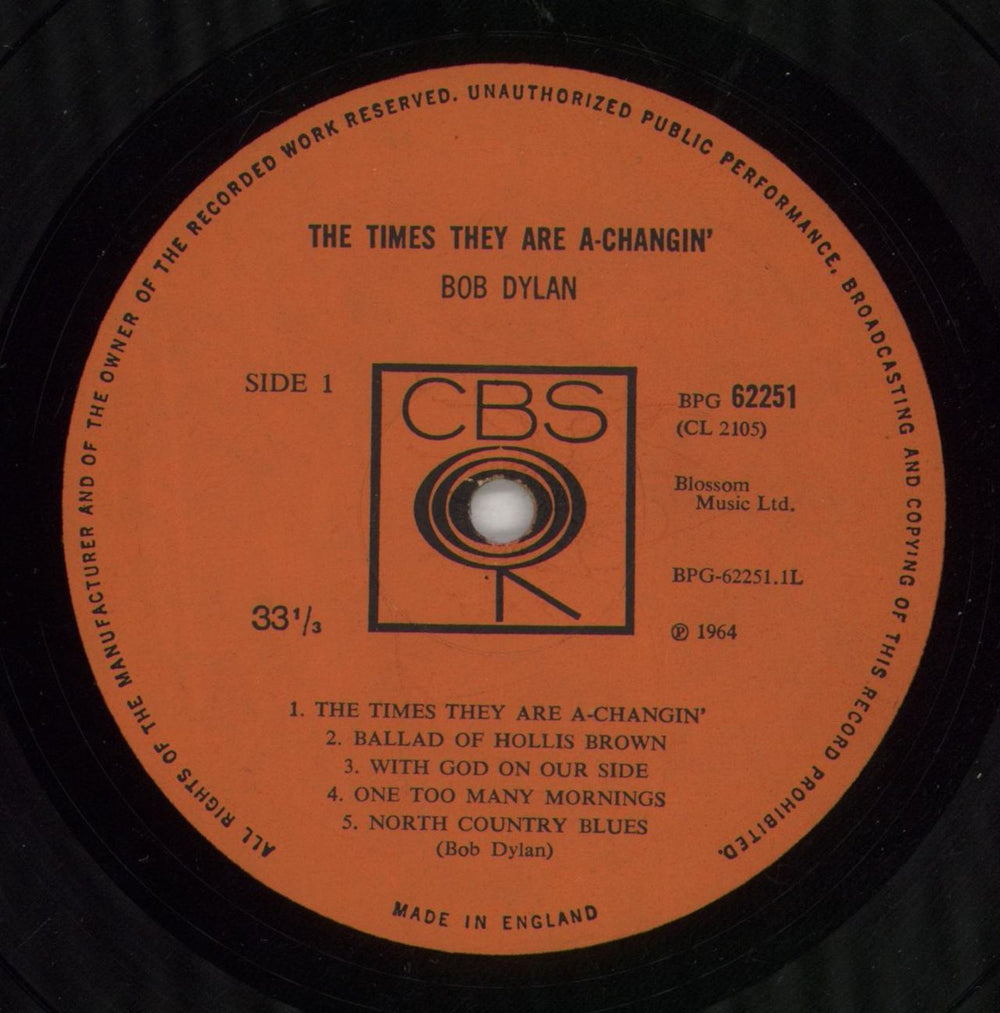 ALL RIGHTS OF THE MANUFACTURER AND OF THE OWNER OF THE RECORDED WORK RESERVED. UNAUTHORIZED PUBLIC PERFORMANCE, BROADCASTING AND COPYING OF THIS RECORD PROHIBITED.
THE TIMES THEY ARE A-CHANGIN'
BOB DYLAN
SIDE 1
CBS
BPG 62251
(CL 2105)
Blossom
Music Ltd.
BPG-62251.1L
33 1/3
℗ 1964
1. THE TIMES THEY ARE A-CHANGIN'
2. BALLAD OF HOLLIS BROWN
3. WITH GOD ON OUR SIDE
4. ONE TOO MANY MORNINGS
5. NORTH COUNTRY BLUES
(Bob Dylan)
MADE IN ENGLAND